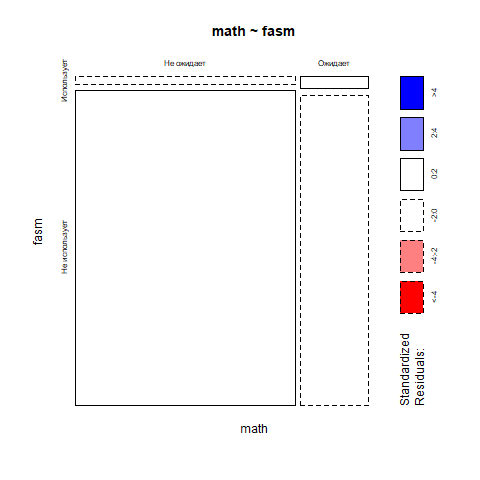 math ~ fasm
Не ожидает
Ожидает
Использует
Не использует
fasm
math
>4
2:4
0:2
-2:0
-4:-2
<-4
Standardized
Residuals: